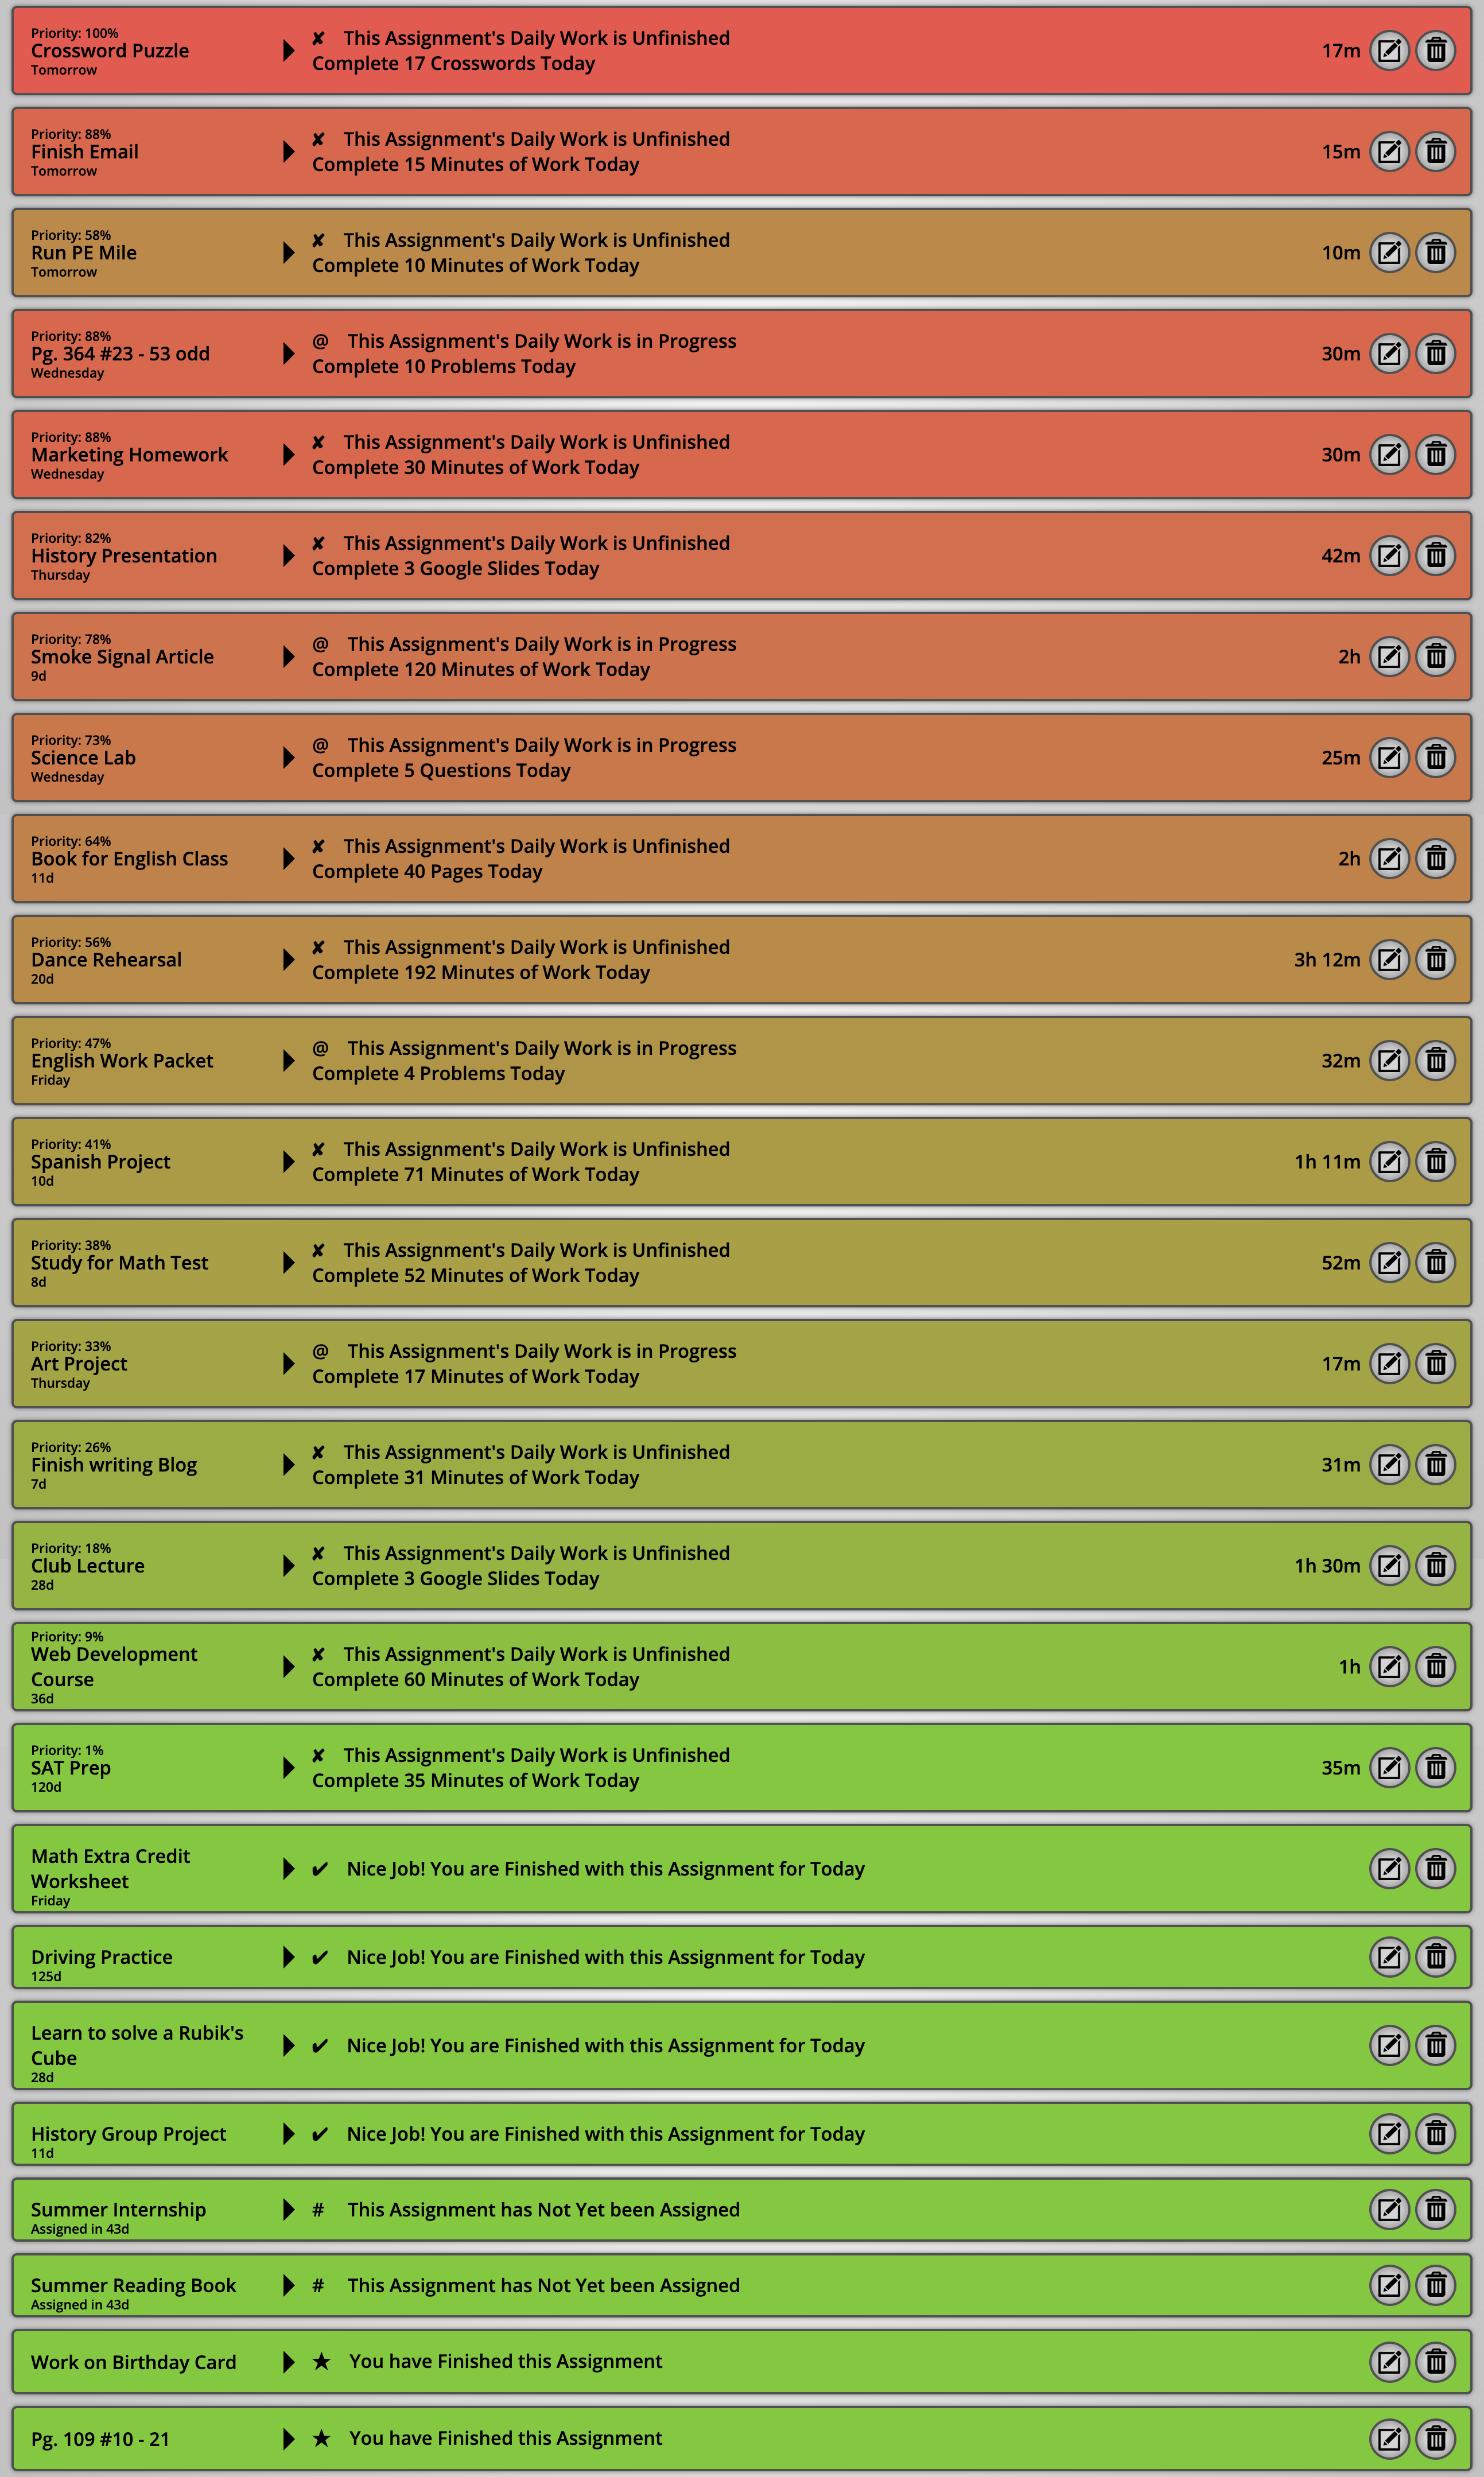 Priority: 100%
Crossword Puzzle
Tomorrow
✘ This Assignment's Daily Work is Unfinished
Complete 17 Crosswords Today
17m
Priority: 88%
Finish Email
Tomorrow
✘ This Assignment's Daily Work is Unfinished
Complete 15 Minutes of Work Today
15m
Priority: 58%
Run PE Mile
Tomorrow
✘ This Assignment's Daily Work is Unfinished
Complete 10 Minutes of Work Today
10m
Priority: 88%
Pg. 364 #23 - 53 odd
Wednesday
@ This Assignment's Daily Work is in Progress
Complete 10 Problems Today
30m
Priority: 88%
Marketing Homework
Wednesday
✘ This Assignment's Daily Work is Unfinished
Complete 30 Minutes of Work Today
30m
Priority: 82%
History Presentation
Thursday
✘ This Assignment's Daily Work is Unfinished
Complete 3 Google Slides Today
42m
Priority: 78%
Smoke Signal Article
9d
@ This Assignment's Daily Work is in Progress
Complete 120 Minutes of Work Today
2h
Priority: 73%
Science Lab
Wednesday
@ This Assignment's Daily Work is in Progress
Complete 5 Questions Today
25m
Priority: 64%
Book for English Class
11d
✘ This Assignment's Daily Work is Unfinished
Complete 40 Pages Today
2h
Priority: 56%
Dance Rehearsal
20d
✘ This Assignment's Daily Work is Unfinished
Complete 192 Minutes of Work Today
3h 12m
Priority: 47%
English Work Packet
Friday
@ This Assignment's Daily Work is in Progress
Complete 4 Problems Today
32m
Priority: 41%
Spanish Project
10d
✘ This Assignment's Daily Work is Unfinished
Complete 71 Minutes of Work Today
1h 11m
Priority: 38%
Study for Math Test
8d
✘ This Assignment's Daily Work is Unfinished
Complete 52 Minutes of Work Today
52m
Priority: 33%
Art Project
Thursday
@ This Assignment's Daily Work is in Progress
Complete 17 Minutes of Work Today
17m
Priority: 26%
Finish writing Blog
7d
✘ This Assignment's Daily Work is Unfinished
Complete 31 Minutes of Work Today
31m
Priority: 18%
Club Lecture
28d
✘ This Assignment's Daily Work is Unfinished
Complete 3 Google Slides Today
1h 30m
Priority: 9%
Web Development
Course
36d
✘ This Assignment's Daily Work is Unfinished
Complete 60 Minutes of Work Today
1h
Priority: 1%
SAT Prep
120d
✘ This Assignment's Daily Work is Unfinished
Complete 35 Minutes of Work Today
35m
Math Extra Credit
Worksheet
Friday
✔ Nice Job! You are Finished with this Assignment for Today
Driving Practice
125d
✔ Nice Job! You are Finished with this Assignment for Today
Learn to solve a Rubik's
Cube
28d
✔ Nice Job! You are Finished with this Assignment for Today
History Group Project
11d
✔ Nice Job! You are Finished with this Assignment for Today
Summer Internship
Assigned in 43d
# This Assignment has Not Yet been Assigned
Summer Reading Book
Assigned in 43d
# This Assignment has Not Yet been Assigned
Work on Birthday Card
★ You have Finished this Assignment
Pg. 109 #10 - 21
★ You have Finished this Assignment